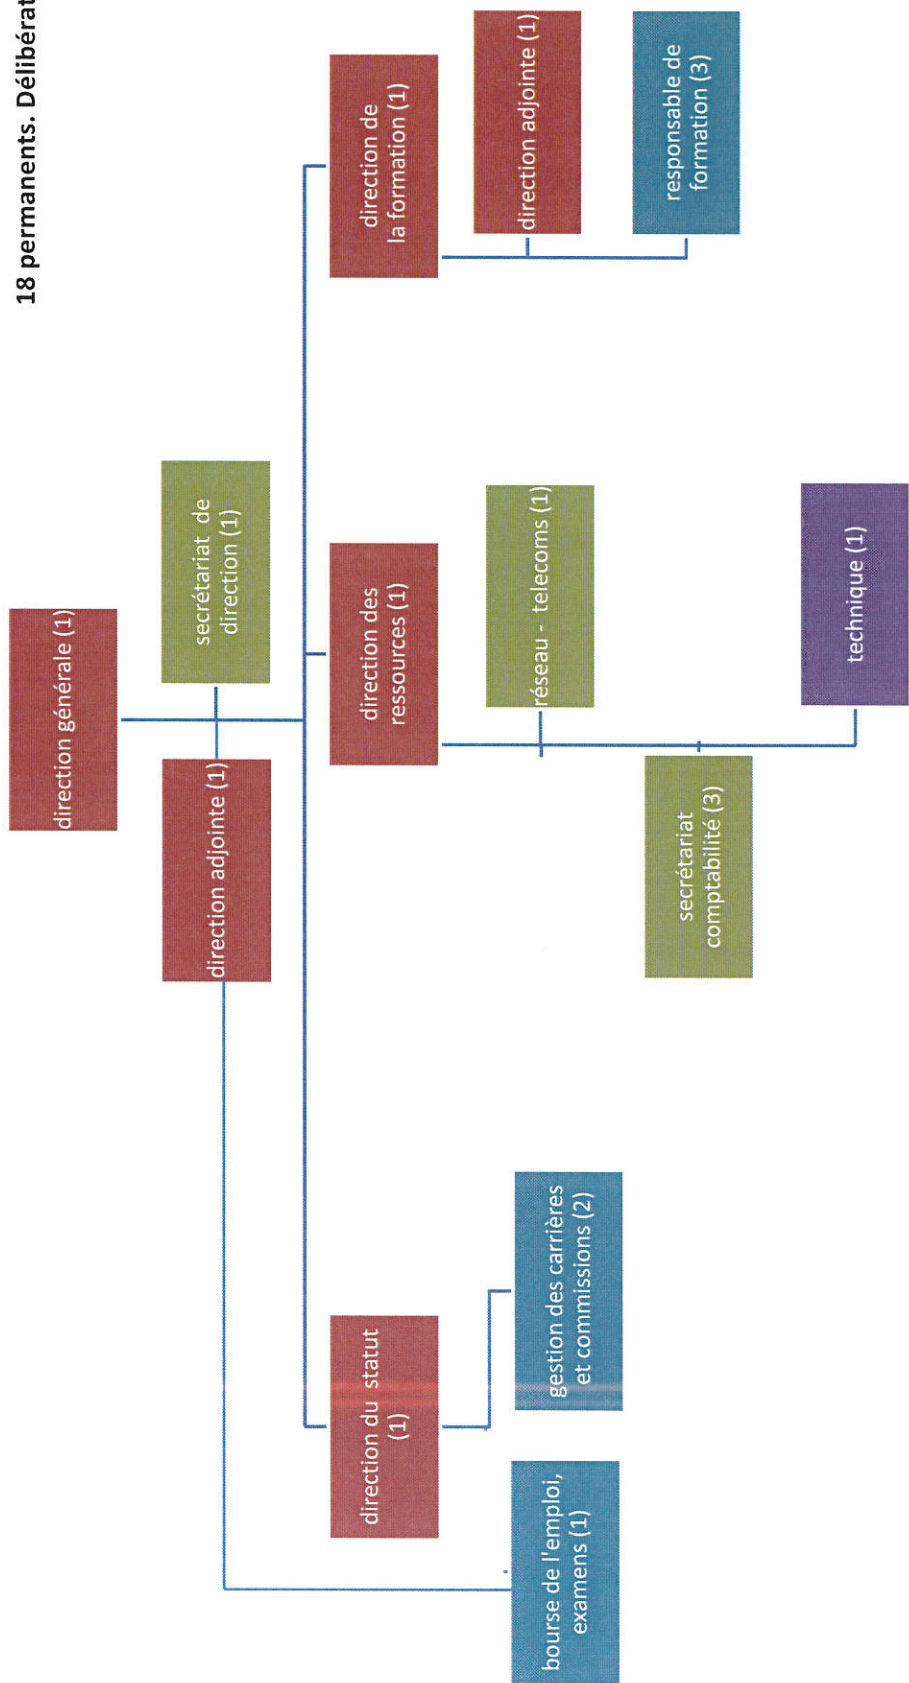 18 permanents. Délibérat
direction générale (1)
direction adjointe (1)
secrétariat de
direction (1)
direction du statut
(1)
direction des
ressources (1)
direction de
la formation (1)
bourse de l'emploi,
examens (1)
gestion des carrières
et commissions (2)
réseau - telecoms (1)
direction adjointe (1)
secrétariat
comptabilité (3)
responsable de
formation (3)
technique (1)